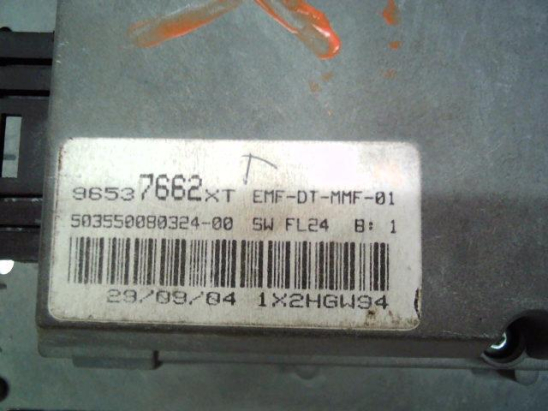 96537662XT EMF-DT-MMF-01
503550080324-00 SW FL24 B: 1
29/09/04 1X2HGW94